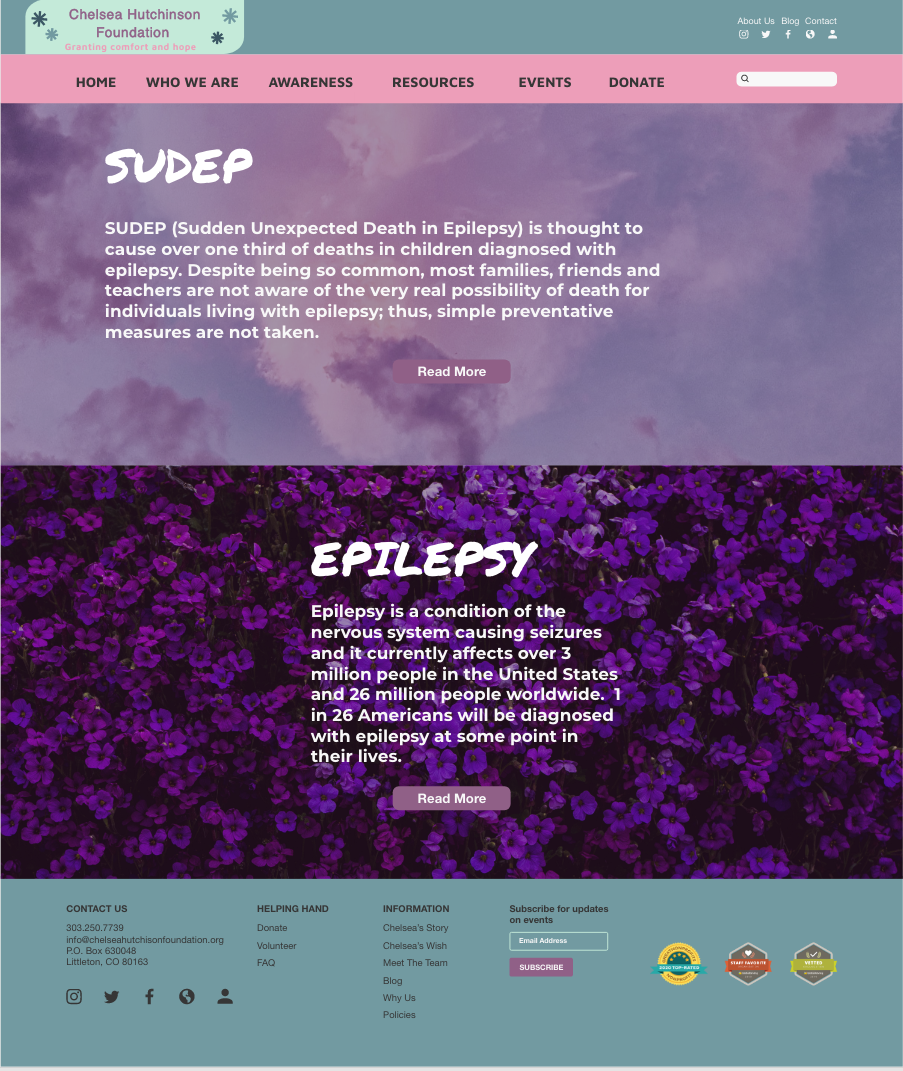 Chelsea Hutchinson
Foundation
Granting comfort and hope
About Us Blog Contact
HOME WHO WE ARE AWARENESS RESOURCES EVENTS DONATE
SUDEP
SUDEP (Sudden Unexpected Death in Epilepsy) is thought to
cause over one third of deaths in children diagnosed with
epilepsy. Despite being so common, most families, friends and
teachers are not aware of the very real possibility of death for
individuals living with epilepsy; thus, simple preventative
measures are not taken.
Read More
EPILEPSY
Epilepsy is a condition of the
nervous system causing seizures
and it currently affects over 3
million people in the United States
and 26 million people worldwide. 1
in 26 Americans will be diagnosed
with epilepsy at some point in
their lives.
Read More
CONTACT US
303.250.7739
info@chelseahutchisonfoundation.org
P.O. Box 630048
Littleton, CO 80163
HELPING HAND
Donate
Volunteer
FAQ
INFORMATION
Chelsea's Story
Chelsea's Wish
Meet The Team
Blog
Why Us
Policies
Subscribe for updates
on events
Email Address
SUBSCRIBE
2020 TOP-RATED
NONPROFIT
STAFF FAVORITE
VETTED